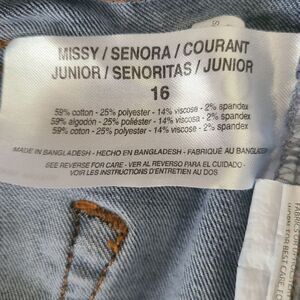 MISSY / SENORA / COURANT
JUNIOR / SENORITAS / JUNIOR
16
59% cotton - 25% polyester - 14% viscose - 2% spandex
59% algodon - 25% poliéster - 14% viscosa - 2% spandex
59% coton - 25% polyester - 14% viscose - 2% spandex
MADE IN BANGLADESH - HECHO EN BANGLADESH - FABRIQUÉ AU BANGLADESH
SEE REVERSE FOR CARE - VER AL REVERSO PARA EL CUIDADO -
VOIR LES INSTRUCTIONS D'ENTRETIEN AU DOS